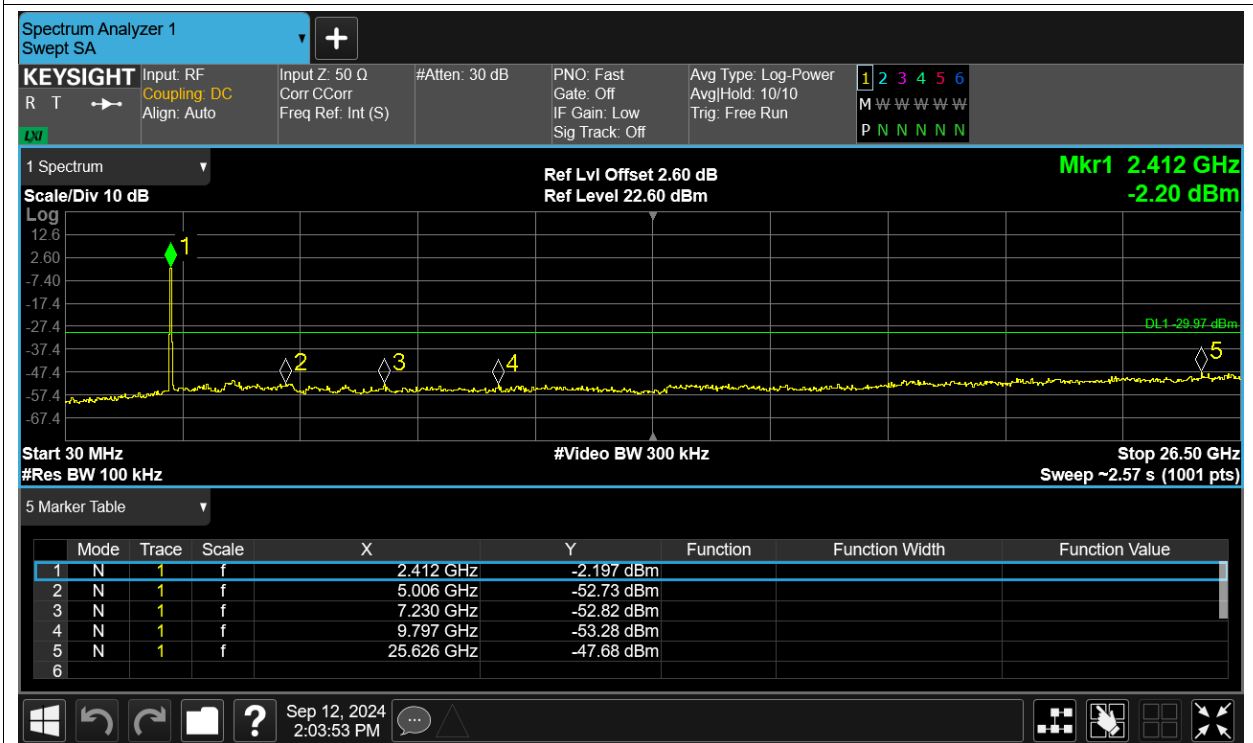 Spectrum Analyzer 1
Swept SA
KEYSIGHT
R T
LXI
Input: RF
Coupling: DC
Align: Auto
Input Z: 50 Ω
Corr CCorr
Freq Ref: Int (S)
#Atten: 30 dB
PNO: Fast
Gate: Off
IF Gain: Low
Sig Track: Off
Avg Type: Log-Power
Avg|Hold: 10/10
Trig: Free Run
1 2 3 4 5 6
M W W W W W
P N N N N N
1 Spectrum
Scale/Div 10 dB
Ref Lvl Offset 2.60 dB
Ref Level 22.60 dBm
Mkr1 2.412 GHz
-2.20 dBm
Log
12.6
2.60
-7.40
-17.4
-27.4
-37.4
-47.4
-57.4
-67.4
1
2
3
4
5
DL1 -29.97 dBm
Start 30 MHz
#Video BW 300 kHz
Stop 26.50 GHz
#Res BW 100 kHz
Sweep ~2.57 s (1001 pts)
5 Marker Table
Mode Trace Scale X Y Function Function Width Function Value
1 N 1 f 2.412 GHz -2.197 dBm
2 N 1 f 5.006 GHz -52.73 dBm
3 N 1 f 7.230 GHz -52.82 dBm
4 N 1 f 9.797 GHz -53.28 dBm
5 N 1 f 25.626 GHz -47.68 dBm
6
?
Sep 12, 2024
2:03:53 PM